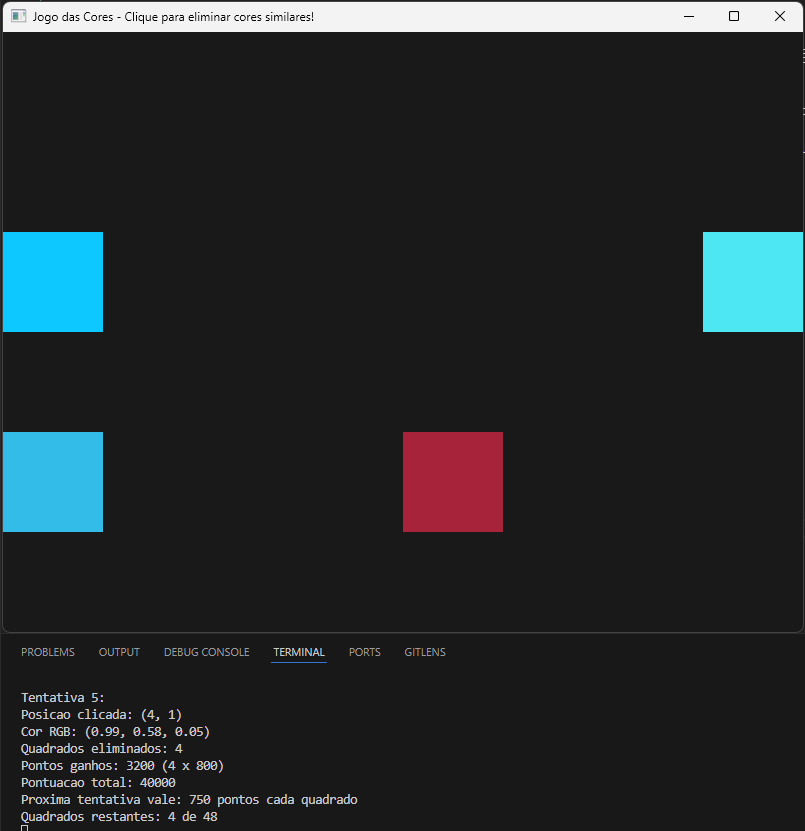 Jogo das Cores - Clique para eliminar cores similares!
PROBLEMS OUTPUT DEBUG CONSOLE TERMINAL PORTS GITLENS
Tentativa 5:
Posicao clicada: (4, 1)
Cor RGB: (0.99, 0.58, 0.05)
Quadrados eliminados: 4
Pontos ganhos: 3200 (4 x 800)
Pontuacao total: 40000
Proxima tentativa vale: 750 pontos cada quadrado
Quadrados restantes: 4 de 48